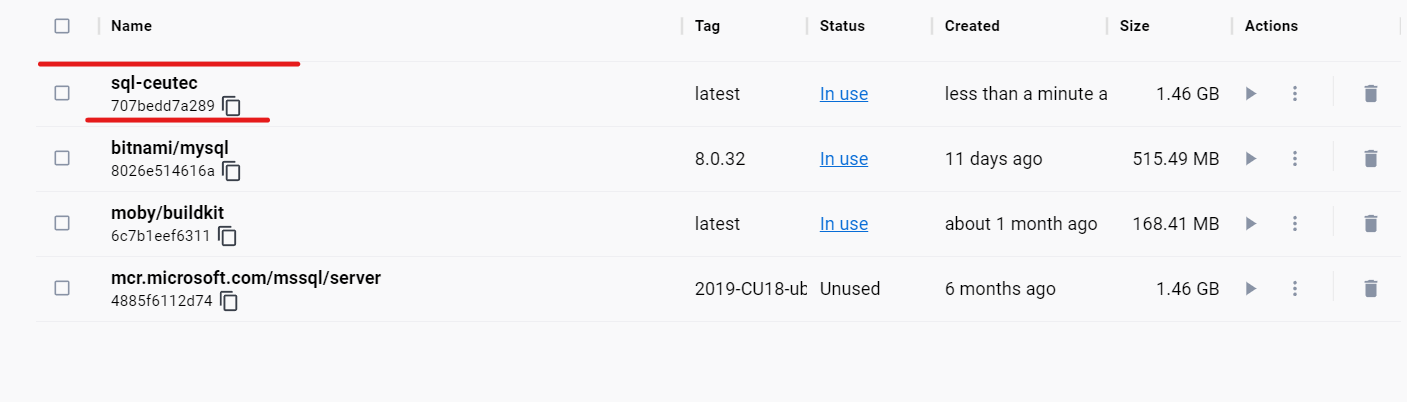 Name Tag Status Created Size Actions
sql-ceutec
707bedd7a289
latest In use less than a minute a 1.46 GB
bitnami/mysql
8026e514616a
8.0.32 In use 11 days ago 515.49 MB
moby/buildkit
6c7b1eef6311
latest In use about 1 month ago 168.41 MB
mcr.microsoft.com/mssql/server
4885f6112d74
2019-CU18-ub Unused 6 months ago 1.46 GB